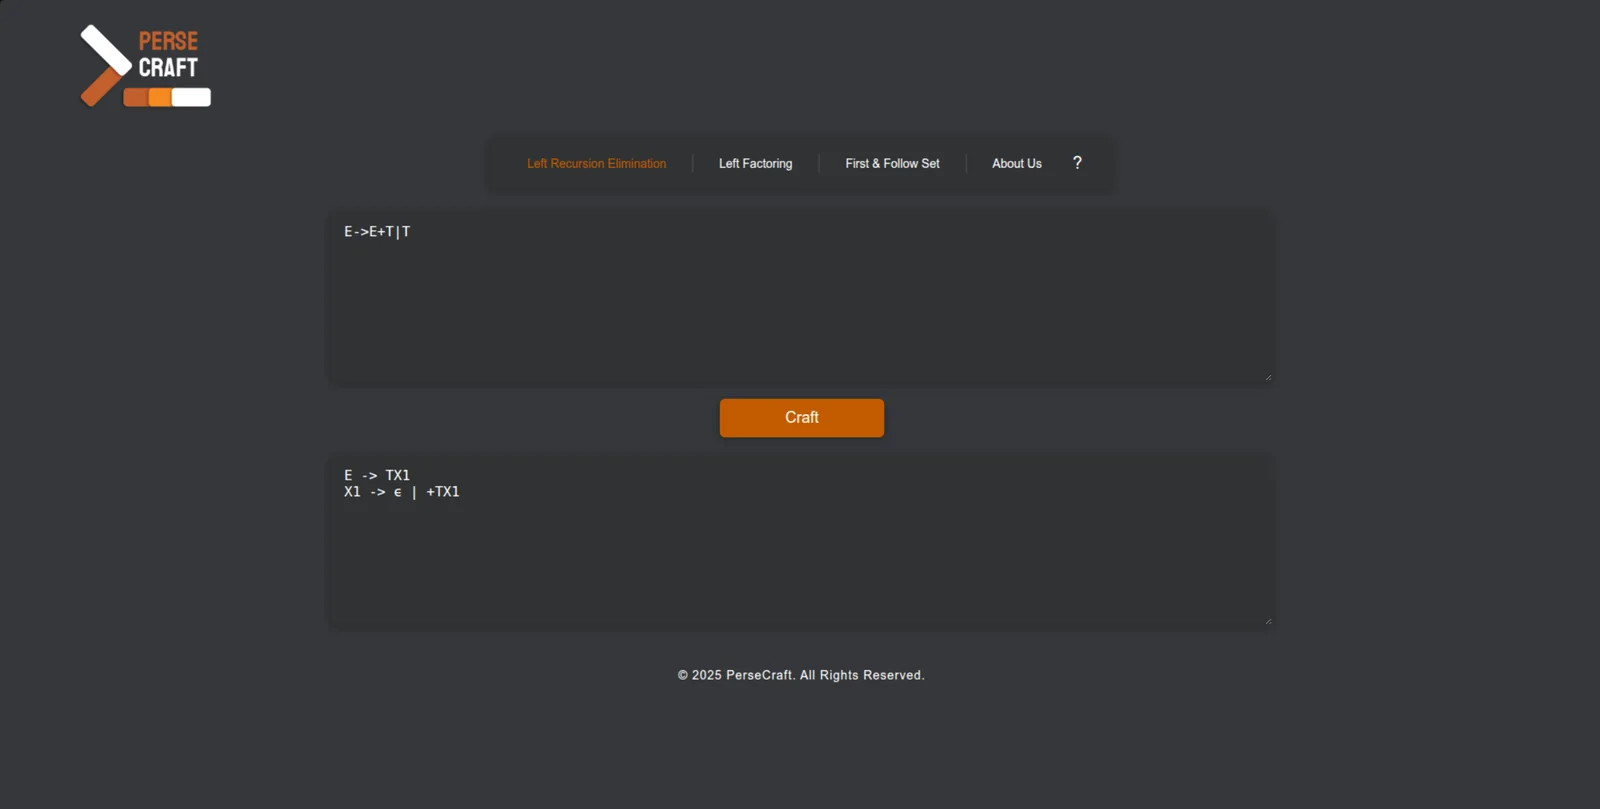 PERSE
CRAFT
Left Recursion Elimination
Left Factoring
First & Follow Set
About Us
?
E->E+T|T
Craft
E -> TX1
X1 -> ϵ | +TX1
© 2025 PerseCraft. All Rights Reserved.